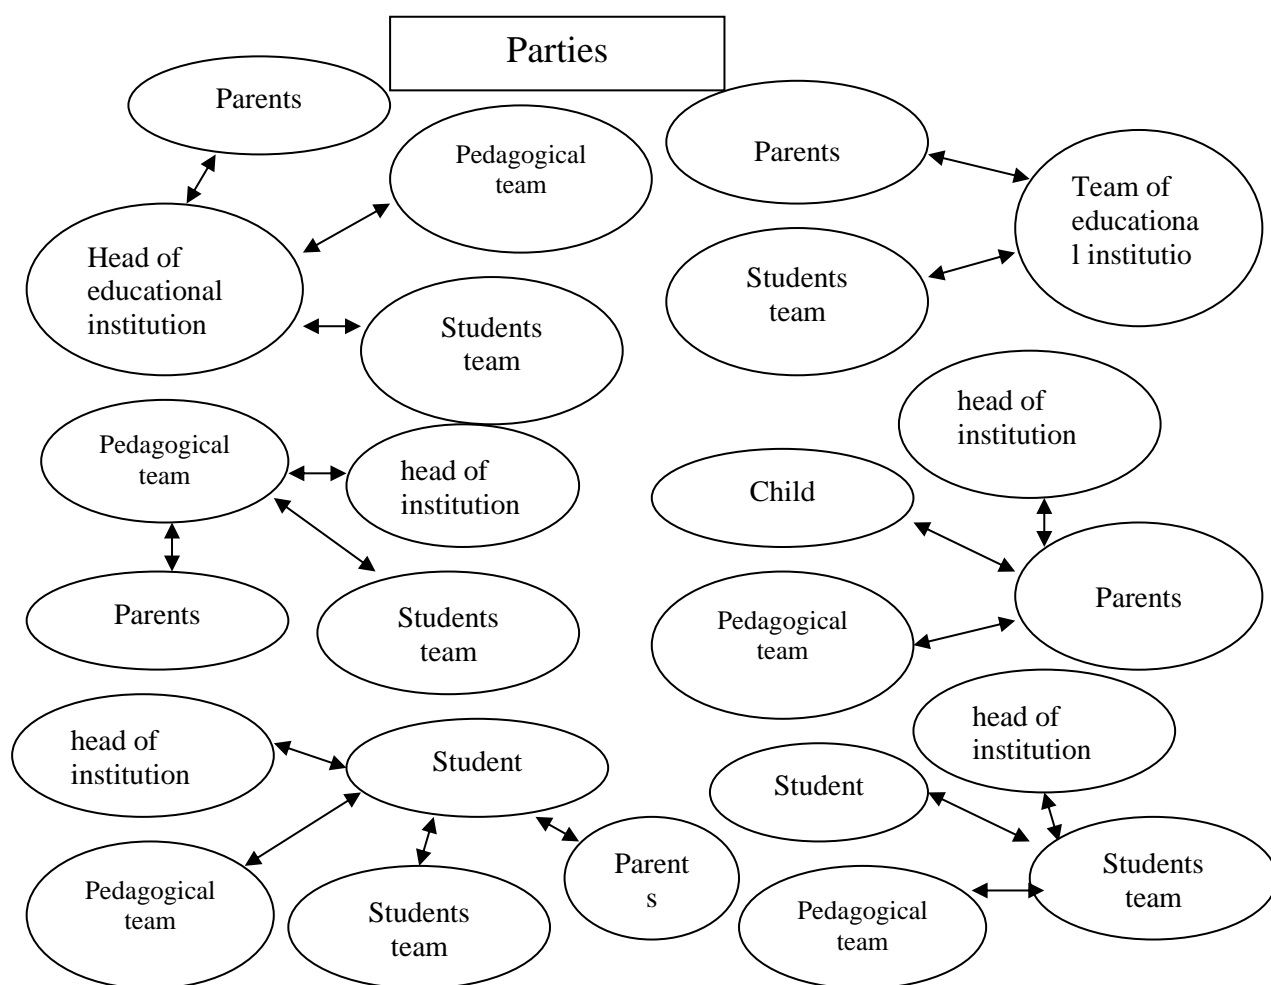 Parties
Parents
Pedagogical
team
Head of
educational
institution
Students
team
Parents
Team of
educationa
l institutio
Students
team
Pedagogical
team
head of
institution
Parents
Students
team
head of
institution
Child
Parents
Pedagogical
team
head of
institution
Student
Pedagogical
team
Students
team
Parent
s
head of
institution
Student
Students
team
Pedagogical
team